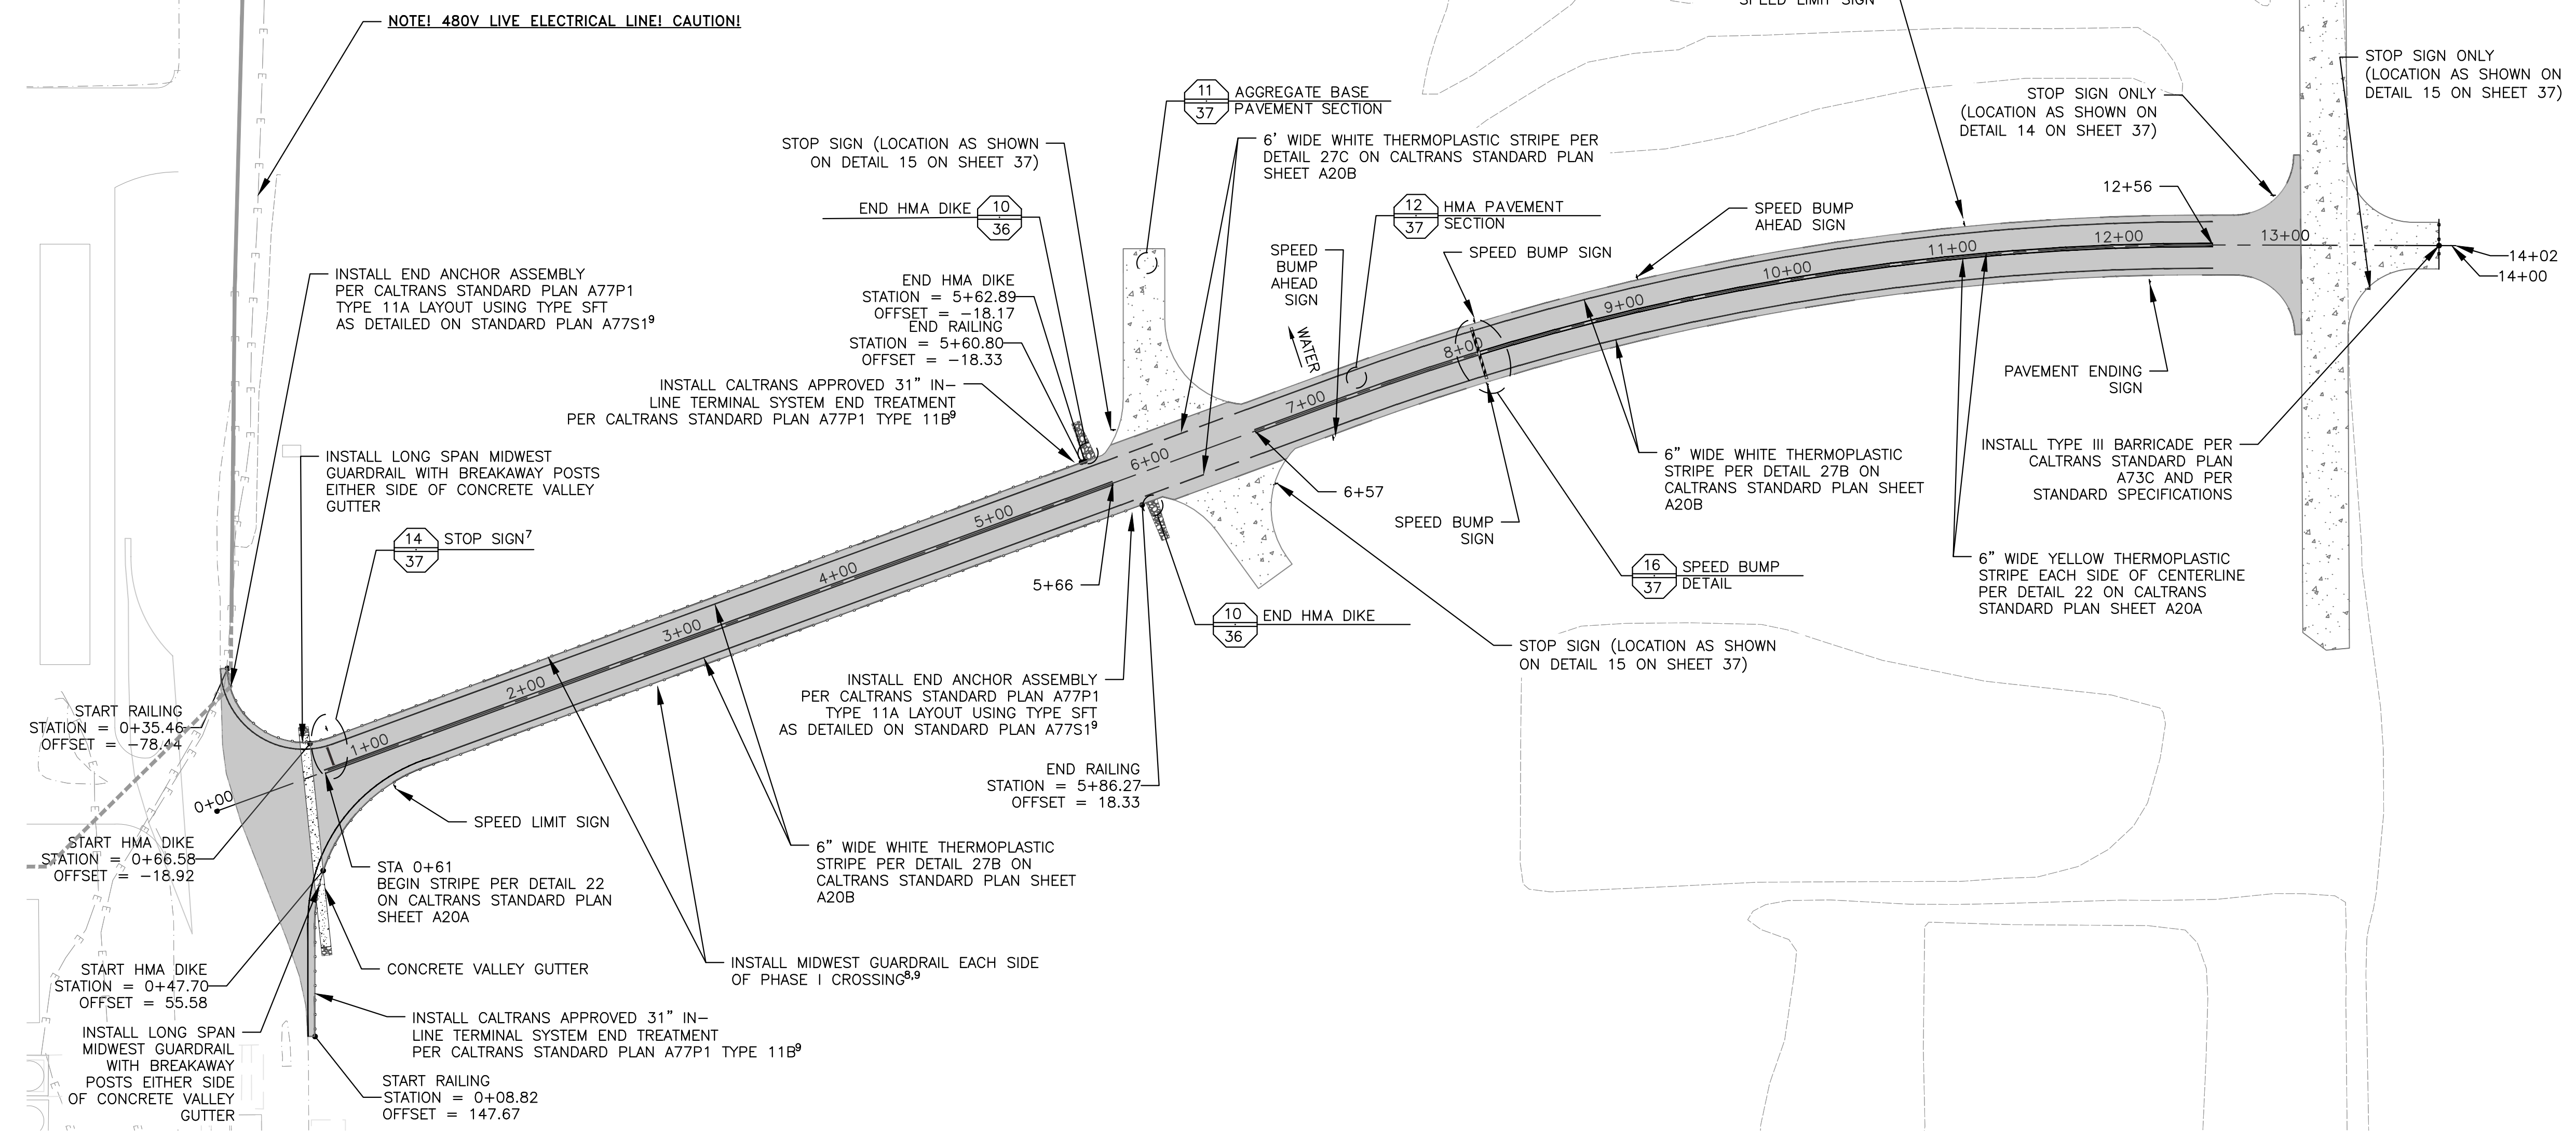 NOTE! 480V LIVE ELECTRICAL LINE! CAUTION!
SPEED LIMIT SIGN
STOP SIGN ONLY
(LOCATION AS SHOWN ON
DETAIL 15 ON SHEET 37)
STOP SIGN ONLY
(LOCATION AS SHOWN ON
DETAIL 14 ON SHEET 37)
11
37
AGGREGATE BASE
PAVEMENT SECTION
STOP SIGN (LOCATION AS SHOWN
ON DETAIL 15 ON SHEET 37)
6' WIDE WHITE THERMOPLASTIC STRIPE PER
DETAIL 27C ON CALTRANS STANDARD PLAN
SHEET A20B
END HMA DIKE
10
36
12
37
HMA PAVEMENT
SECTION
SPEED BUMP
AHEAD SIGN
12+56
SPEED
BUMP
AHEAD
SIGN
SPEED BUMP SIGN
INSTALL END ANCHOR ASSEMBLY
PER CALTRANS STANDARD PLAN A77P1
TYPE 11A LAYOUT USING TYPE SFT
AS DETAILED ON STANDARD PLAN A77S1⁹
END HMA DIKE
STATION = 5+62.89
OFFSET = -18.17
END RAILING
STATION = 5+60.80
OFFSET = -18.33
WATER
INSTALL CALTRANS APPROVED 31" IN-
LINE TERMINAL SYSTEM END TREATMENT
PER CALTRANS STANDARD PLAN A77P1 TYPE 11B⁹
14+02
14+00
13+00
12+00
11+00
10+00
9+00
8+00
7+00
6+00
5+00
4+00
3+00
2+00
1+00
0+00
PAVEMENT ENDING
SIGN
INSTALL LONG SPAN MIDWEST
GUARDRAIL WITH BREAKAWAY POSTS
EITHER SIDE OF CONCRETE VALLEY
GUTTER
14
37
STOP SIGN⁷
6+57
SPEED BUMP
SIGN
6" WIDE WHITE THERMOPLASTIC
STRIPE PER DETAIL 27B ON
CALTRANS STANDARD PLAN SHEET
A20B
INSTALL TYPE III BARRICADE PER
CALTRANS STANDARD PLAN
A73C AND PER
STANDARD SPECIFICATIONS
5+66
16
37
SPEED BUMP
DETAIL
6" WIDE YELLOW THERMOPLASTIC
STRIPE EACH SIDE OF CENTERLINE
PER DETAIL 22 ON CALTRANS
STANDARD PLAN SHEET A20A
10
36
END HMA DIKE
STOP SIGN (LOCATION AS SHOWN
ON DETAIL 15 ON SHEET 37)
INSTALL END ANCHOR ASSEMBLY
PER CALTRANS STANDARD PLAN A77P1
TYPE 11A LAYOUT USING TYPE SFT
AS DETAILED ON STANDARD PLAN A77S1⁹
START RAILING
STATION = 0+35.46
OFFSET = -78.44
END RAILING
STATION = 5+86.27
OFFSET = 18.33
SPEED LIMIT SIGN
START HMA DIKE
STATION = 0+66.58
OFFSET = -18.92
STA 0+61
BEGIN STRIPE PER DETAIL 22
ON CALTRANS STANDARD PLAN
SHEET A20A
6" WIDE WHITE THERMOPLASTIC
STRIPE PER DETAIL 27B ON
CALTRANS STANDARD PLAN SHEET
A20B
START HMA DIKE
STATION = 0+47.70
OFFSET = 55.58
CONCRETE VALLEY GUTTER
INSTALL MIDWEST GUARDRAIL EACH SIDE
OF PHASE I CROSSING⁸,⁹
INSTALL LONG SPAN
MIDWEST GUARDRAIL
WITH BREAKAWAY
POSTS EITHER SIDE
OF CONCRETE VALLEY
GUTTER
INSTALL CALTRANS APPROVED 31" IN-
LINE TERMINAL SYSTEM END TREATMENT
PER CALTRANS STANDARD PLAN A77P1 TYPE 11B⁹
START RAILING
STATION = 0+08.82
OFFSET = 147.67